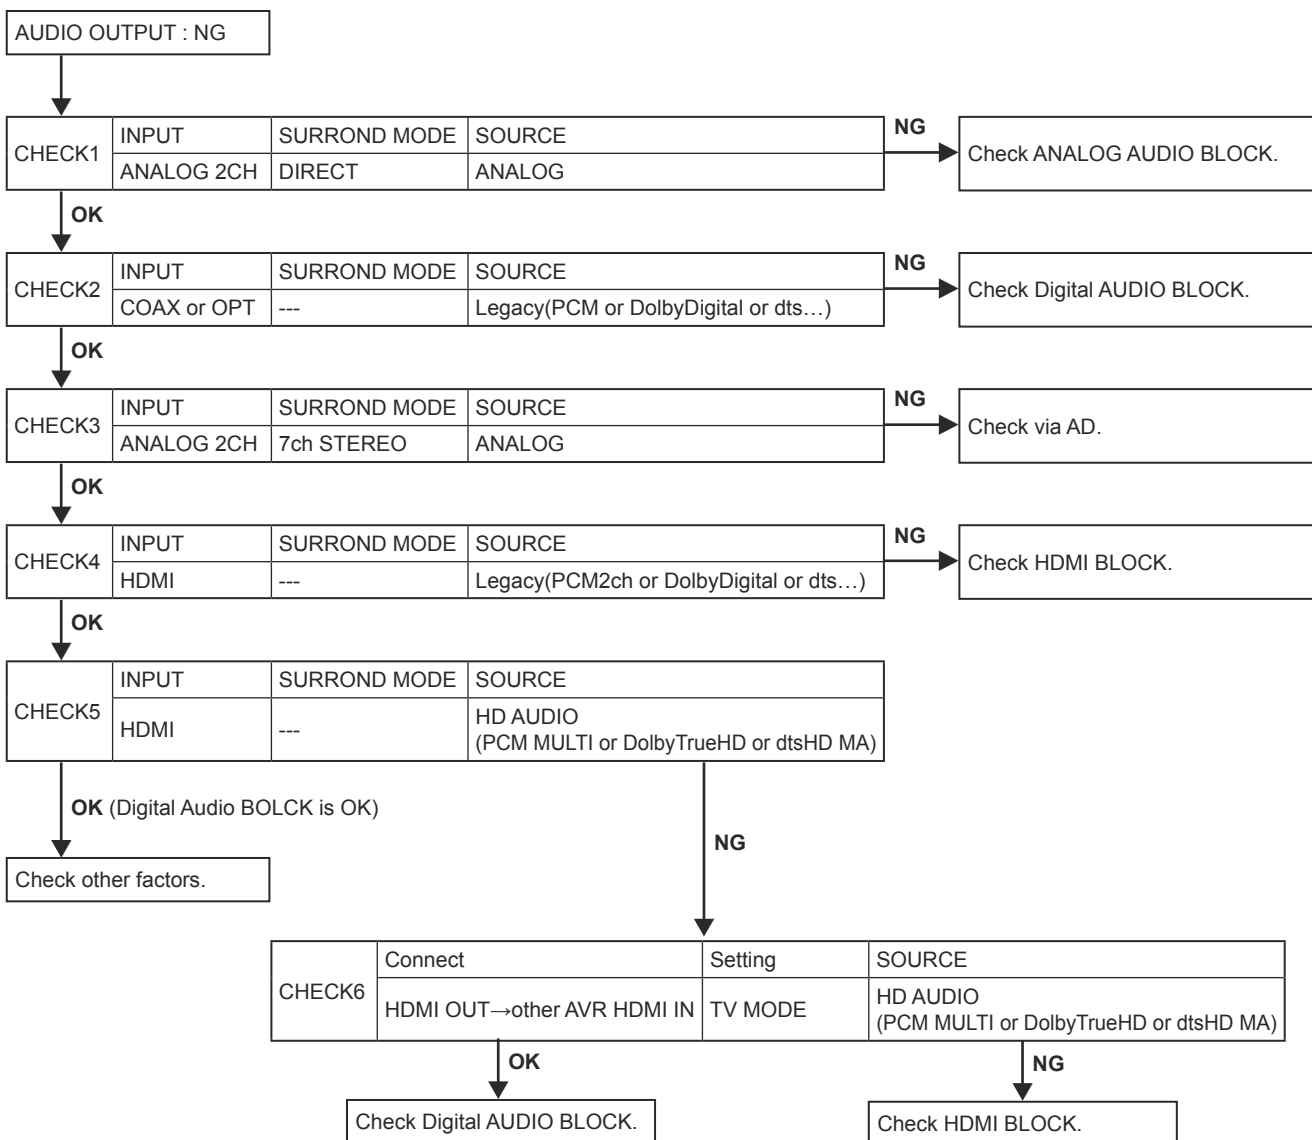 AUDIO OUTPUT : NG
CHECK1
INPUT
SURROND MODE
SOURCE
ANALOG 2CH
DIRECT
ANALOG
NG
Check ANALOG AUDIO BLOCK.
OK
CHECK2
INPUT
SURROND MODE
SOURCE
COAX or OPT
---
Legacy(PCM or DolbyDigital or dts…)
NG
Check Digital AUDIO BLOCK.
OK
CHECK3
INPUT
SURROND MODE
SOURCE
ANALOG 2CH
7ch STEREO
ANALOG
NG
Check via AD.
OK
CHECK4
INPUT
SURROND MODE
SOURCE
HDMI
---
Legacy(PCM2ch or DolbyDigital or dts…)
NG
Check HDMI BLOCK.
OK
CHECK5
INPUT
SURROND MODE
SOURCE
HDMI
---
HD AUDIO
(PCM MULTI or DolbyTrueHD or dtsHD MA)
OK (Digital Audio BOLCK is OK)
NG
Check other factors.
CHECK6
Connect
Setting
SOURCE
HDMI OUT→other AVR HDMI IN
TV MODE
HD AUDIO
(PCM MULTI or DolbyTrueHD or dtsHD MA)
OK
NG
Check Digital AUDIO BLOCK.
Check HDMI BLOCK.